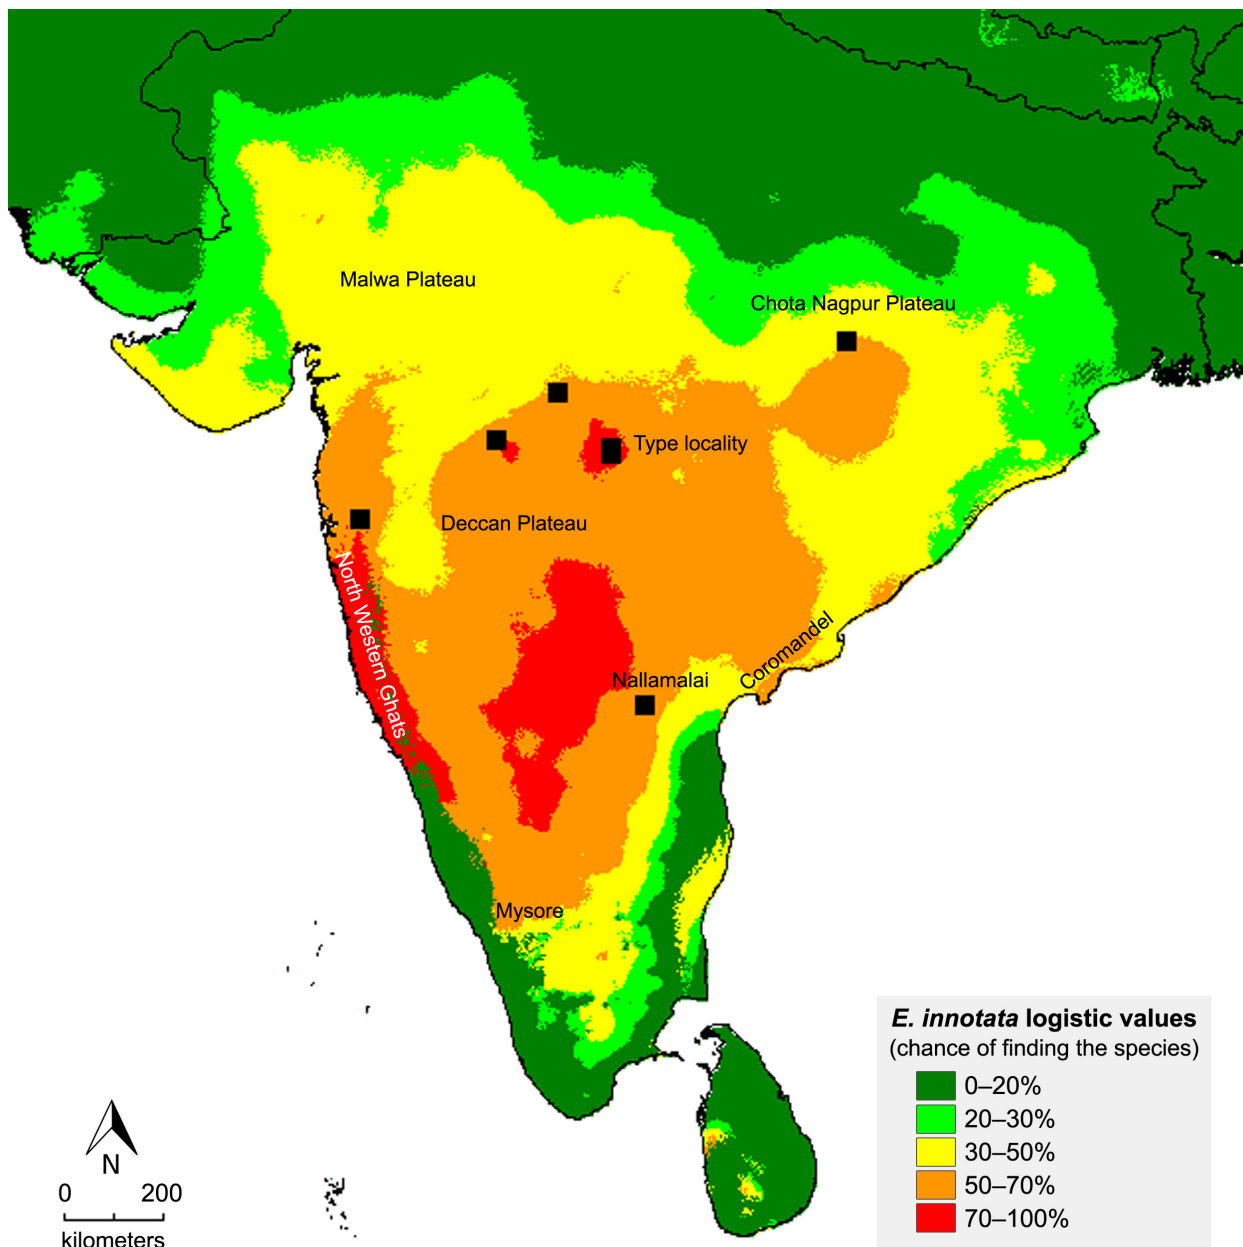 Malwa Plateau
Chota Nagpur Plateau
Type locality
Deccan Plateau
North Western Ghats
Coromandel
Nallamalai
Mysore
E. innotata logistic values
(chance of finding the species)
0–20%
20–30%
30–50%
50–70%
70–100%
N
0 200
kilometers